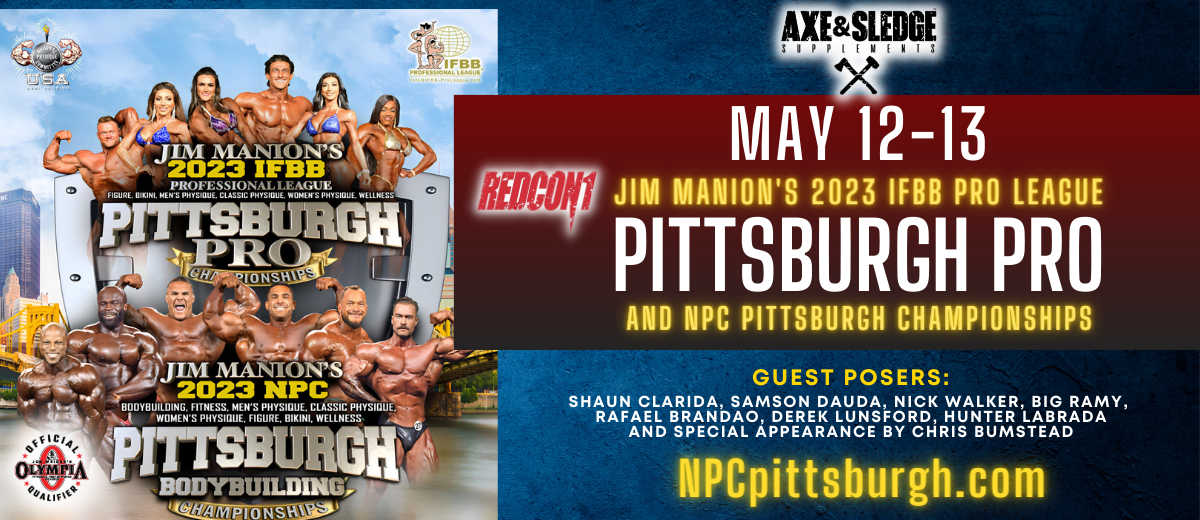 USA
IFBB
PROFESSIONAL LEAGUE
JIM MANION'S
2023 IFBB
PROFESSIONAL LEAGUE
FIGURE, BIKINI, MEN'S PHYSIQUE, CLASSIC PHYSIQUE, WOMEN'S PHYSIQUE, WELLNESS
PITTSBURGH
PRO
CHAMPIONSHIPS
JIM MANION'S
2023 NPC
BODYBUILDING, FITNESS, MEN'S PHYSIQUE, CLASSIC PHYSIQUE,
WOMEN'S PHYSIQUE, FIGURE, BIKINI, WELLNESS
PITTSBURGH
BODYBUILDING
CHAMPIONSHIPS
OFFICIAL
OLYMPIA
QUALIFIER
AXE&SLEDGE
SUPPLEMENTS
MAY 12-13
REDCON1
JIM MANION'S 2023 IFBB PRO LEAGUE
PITTSBURGH PRO
AND NPC PITTSBURGH CHAMPIONSHIPS
GUEST POSERS:
SHAUN CLARIDA, SAMSON DAUDA, NICK WALKER, BIG RAMY,
RAFAEL BRANDAO, DEREK LUNSFORD, HUNTER LABRADA
AND SPECIAL APPEARANCE BY CHRIS BUMSTEAD
NPCpittsburgh.com